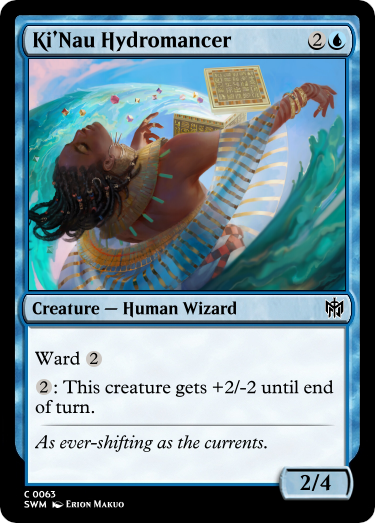 Ki'Nau Hydromancer 2
Creature — Human Wizard
Ward 2
2: This creature gets +2/-2 until end
of turn.
As ever-shifting as the currents.
2/4
C 0063
SWM Erion Makuo